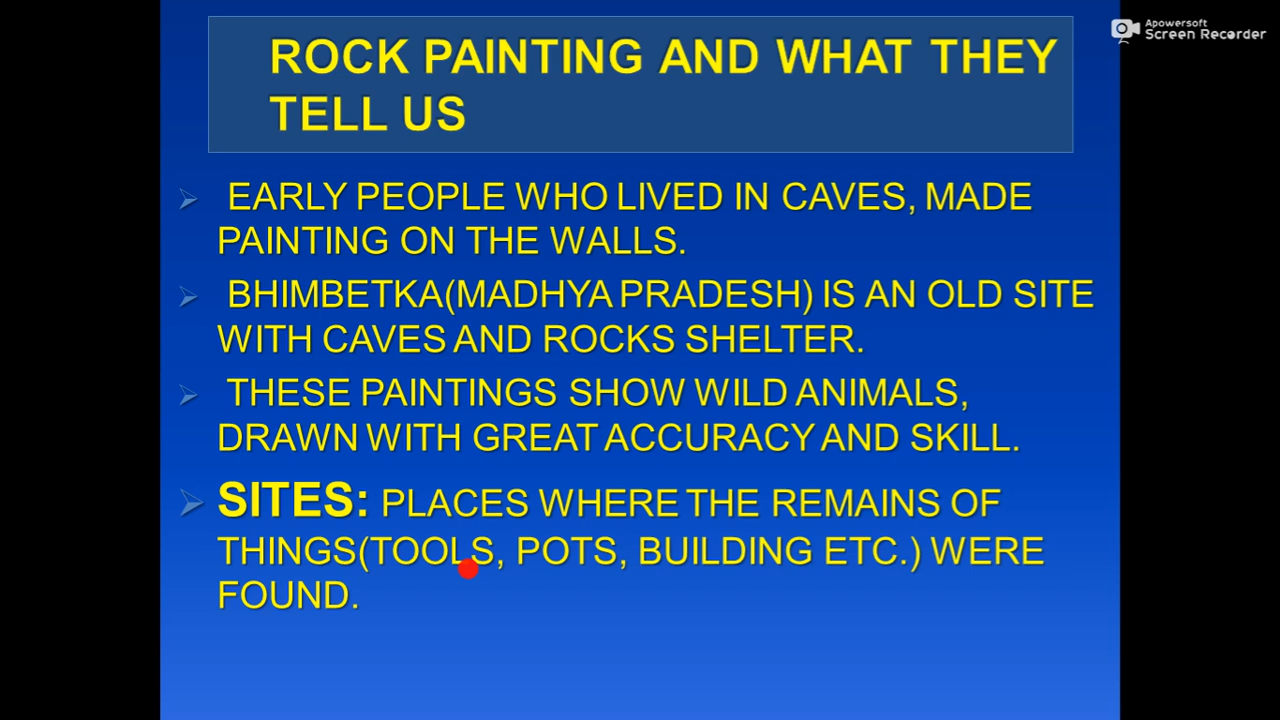 Apowersoft
Screen Recorder
ROCK PAINTING AND WHAT THEY
TELL US
EARLY PEOPLE WHO LIVED IN CAVES, MADE
PAINTING ON THE WALLS.
BHIMBETKA(MADHYA PRADESH) IS AN OLD SITE
WITH CAVES AND ROCKS SHELTER.
THESE PAINTINGS SHOW WILD ANIMALS,
DRAWN WITH GREAT ACCURACY AND SKILL.
SITES: PLACES WHERE THE REMAINS OF
THINGS(TOOLS, POTS, BUILDING ETC.) WERE
FOUND.